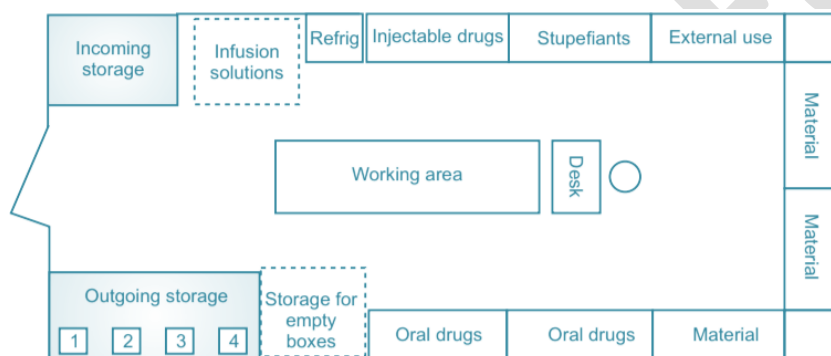 Incoming
storage
Infusion
solutions
Refrig
Injectable drugs
Stupefiants
External use
Material
Working area
Desk
Material
Outgoing storage
1
2
3
4
Storage for
empty
boxes
Oral drugs
Oral drugs
Material